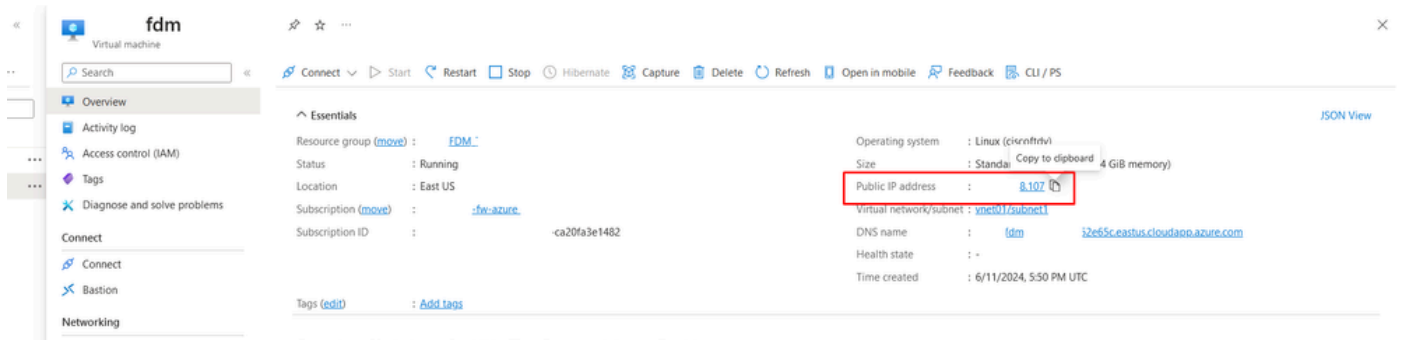 fdm
Virtual machine
Search
Overview
Activity log
Access control (IAM)
Tags
Diagnose and solve problems
Connect
Connect
Bastion
Networking
Connect Start Restart Stop Hibernate Capture Delete Refresh Open in mobile Feedback CLI / PS
Essentials
JSON View
Resource group (move) : FDM
Status : Running
Location : East US
Subscription (move) : -fw-azure
Subscription ID : -ca20fa3e1482
Tags (edit) : Add tags
Operating system : Linux (ciscoftdv)
Size : Standa 4 GiB memory)
Copy to clipboard
Public IP address : 8.107
Virtual network/subnet : vnet01/subnet1
DNS name : fdm 52e65c.eastus.cloudapp.azure.com
Health state : -
Time created : 6/11/2024, 5:50 PM UTC